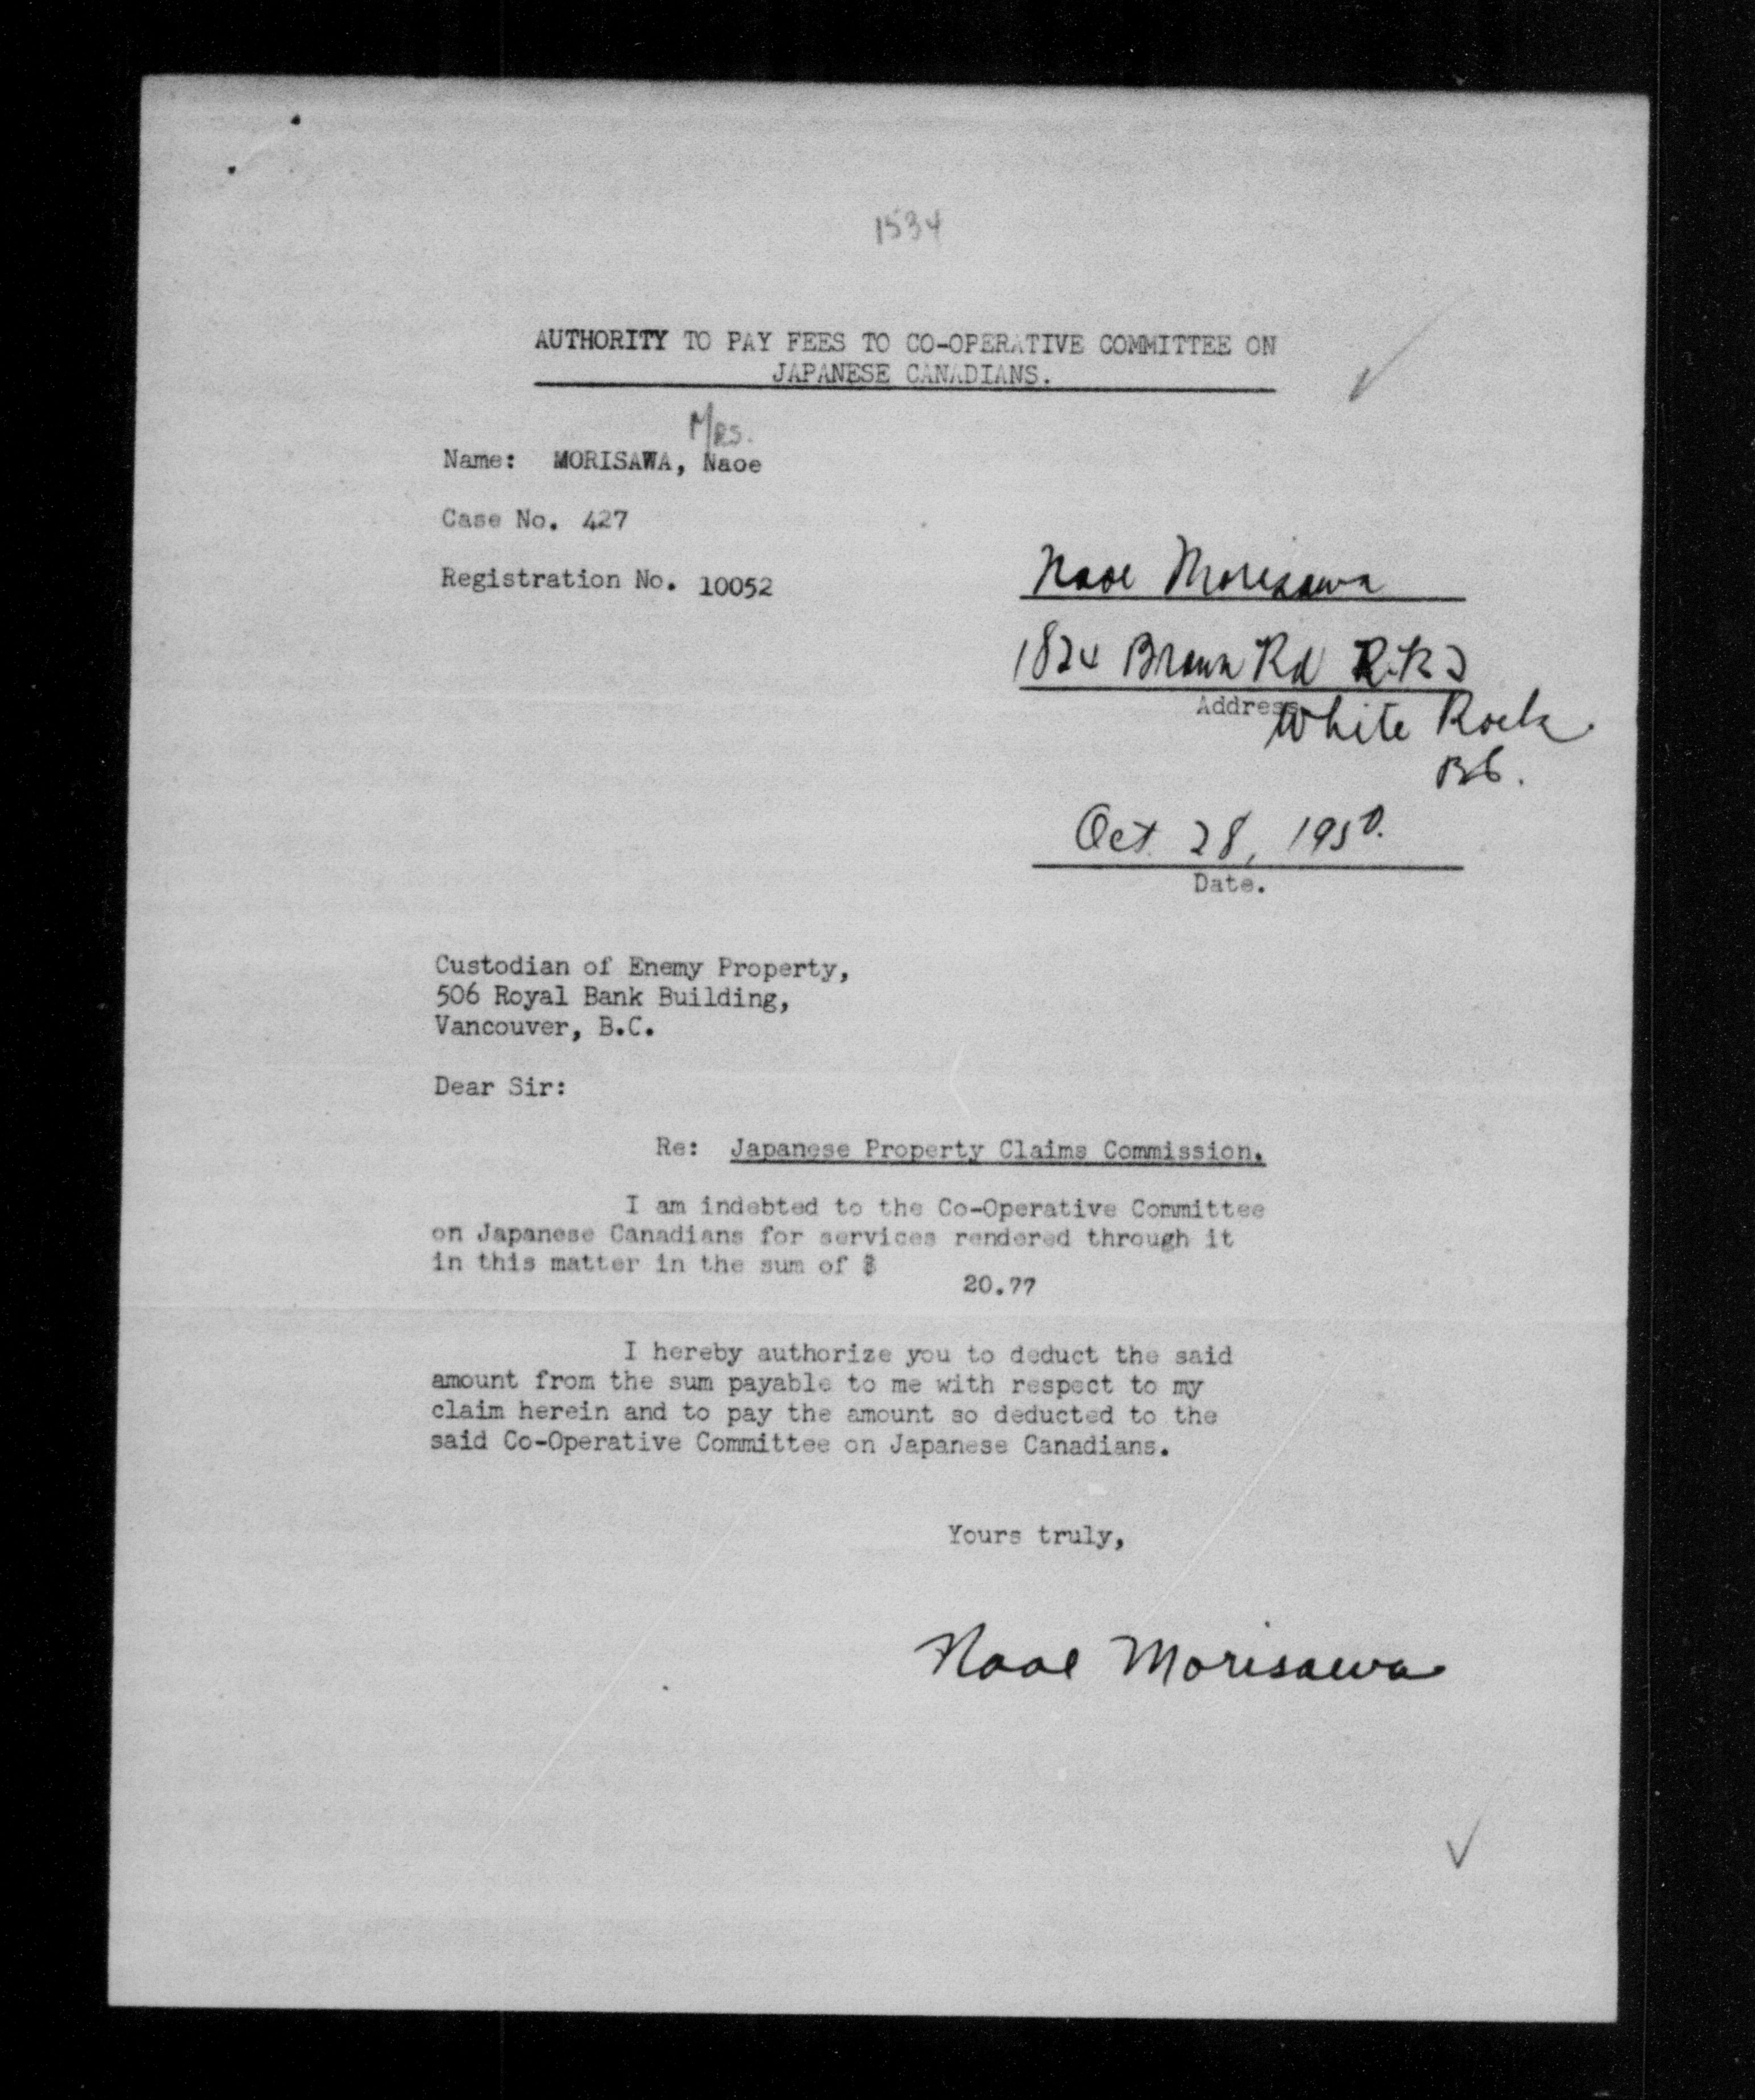 1534
AUTHORITY TO PAY FEES TO CO-OPERATIVE COMMITTEE ON
JAPANESE CANADIANS.
Mrs.
Name: MORISAWA, Naoe
Case No. 427
Registration No. 10052
Naoe Morisawa
1824 Brown Rd R.R 2
Address
White Rock
BC.
Oct. 28, 1950.
Date.
Custodian of Enemy Property,
506 Royal Bank Building,
Vancouver, B.C.
Dear Sir:
Re: Japanese Property Claims Commission.
I am indebted to the Co-Operative Committee
on Japanese Canadians for services rendered through it
in this matter in the sum of $
20.77
I hereby authorize you to deduct the said
amount from the sum payable to me with respect to my
claim herein and to pay the amount so deducted to the
said Co-Operative Committee on Japanese Canadians.
Yours truly,
Naoe Morisawa